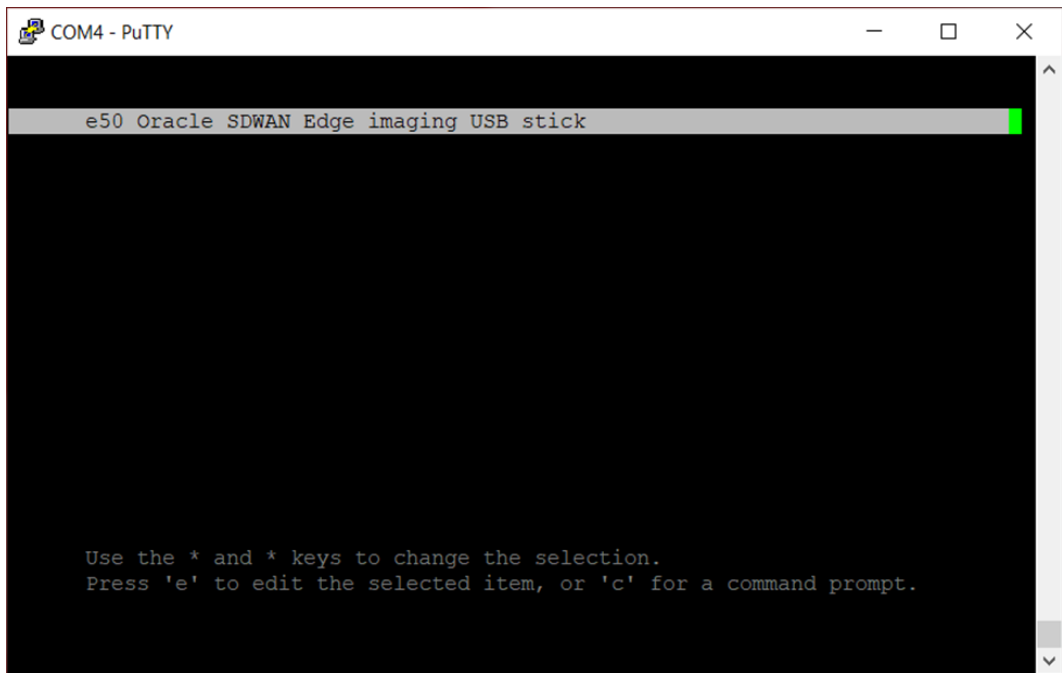 COM4 - PuTTY
e50 Oracle SDWAN Edge imaging USB stick
Use the * and * keys to change the selection.
Press 'e' to edit the selected item, or 'c' for a command prompt.